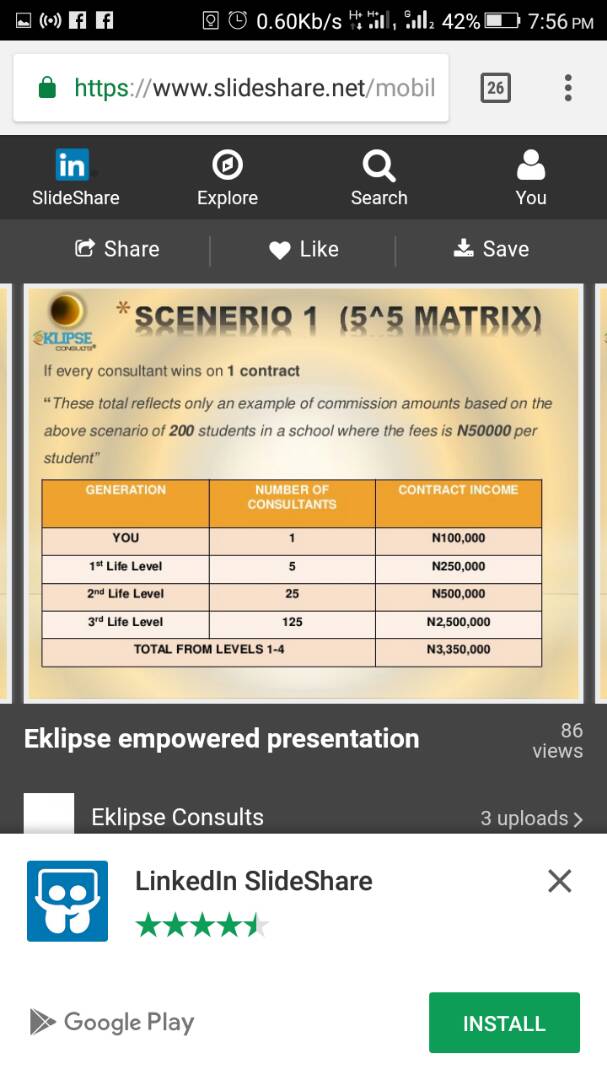 0.60Kb/s H+ H+ 1 G 2 42% 7:56 PM
https://www.slideshare.net/mobil
26
in
SlideShare Explore Search You
Share Like Save
EKLIPSE
CONSULTS
*SCENERIO 1 (5^5 MATRIX)
If every consultant wins on 1 contract
“These total reflects only an example of commission amounts based on the
above scenario of 200 students in a school where the fees is N50000 per
student”
GENERATION NUMBER OF CONSULTANTS CONTRACT INCOME
YOU 1 N100,000
1st Life Level 5 N250,000
2nd Life Level 25 N500,000
3rd Life Level 125 N2,500,000
TOTAL FROM LEVELS 1-4 N3,350,000
Eklipse empowered presentation
86
views
Eklipse Consults 3 uploads
LinkedIn SlideShare
Google Play
INSTALL